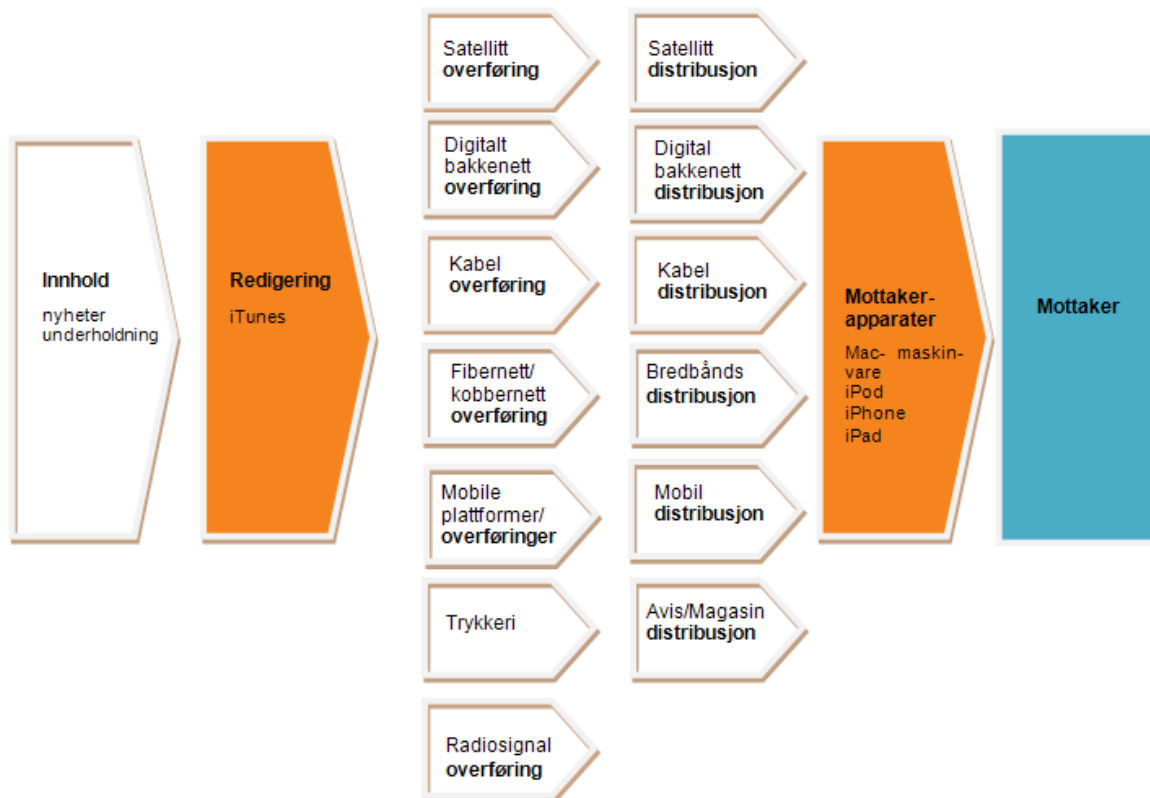 Innhold
nyheter
underholdning
Redigering
iTunes
Satellitt
overføring
Digitalt
bakkenett
overføring
Kabel
overføring
Fibernett/
kobbernett
overføring
Mobile
plattformer/
overføringer
Trykkeri
Radiosignal
overføring
Satellitt
distribusjon
Digital
bakkenett
distribusjon
Kabel
distribusjon
Bredbånds
distribusjon
Mobil
distribusjon
Avis/Magasin
distribusjon
Mottaker-
apparater
Mac- maskin-
vare
iPod
iPhone
iPad
Mottaker